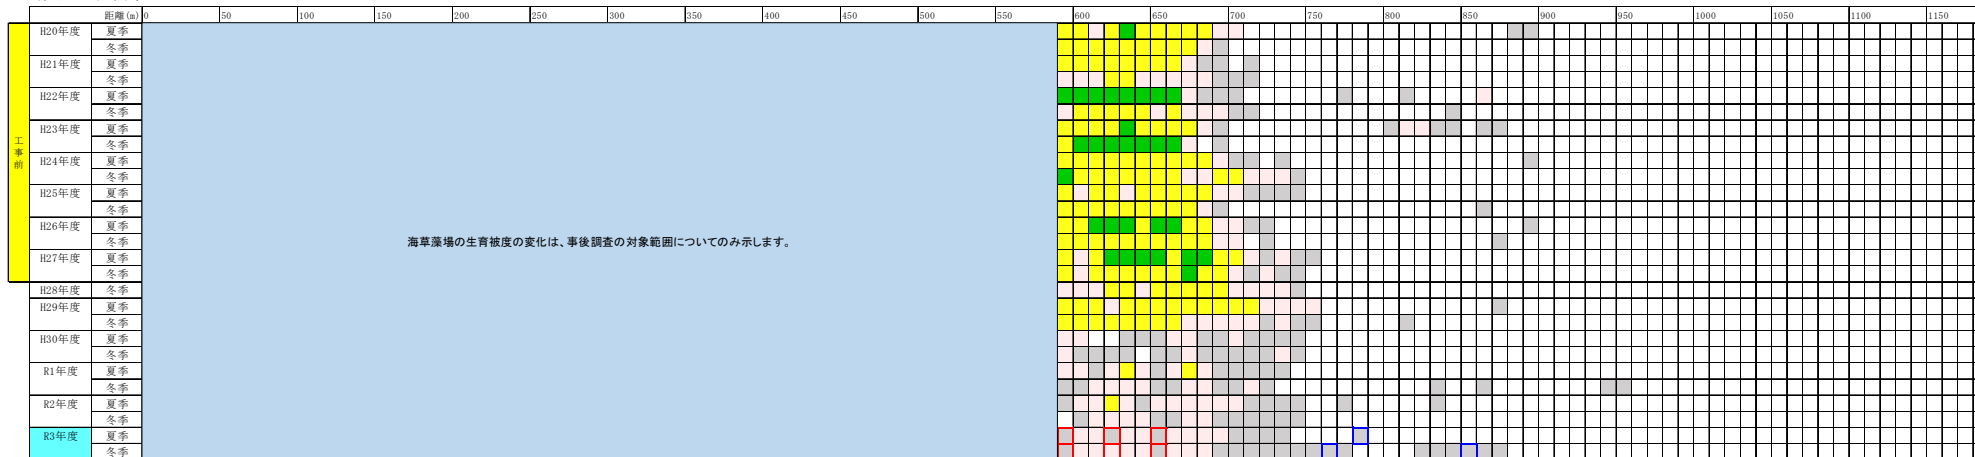 距離(m) 0 50 100 150 200 250 300 350 400 450 500 550 600 650 700 750 800 850 900 950 1000 1050 1100 1150
工事前
H20年度 夏季
冬季
H21年度 夏季
冬季
H22年度 夏季
冬季
H23年度 夏季
冬季
H24年度 夏季
冬季
H25年度 夏季
冬季
H26年度 夏季
冬季
海草藻場の生育被度の変化は、事後調査の対象範囲についてのみ示します。
H27年度 夏季
冬季
H28年度 冬季
H29年度 夏季
冬季
H30年度 夏季
冬季
R1年度 夏季
冬季
R2年度 夏季
冬季
R3年度 夏季
冬季